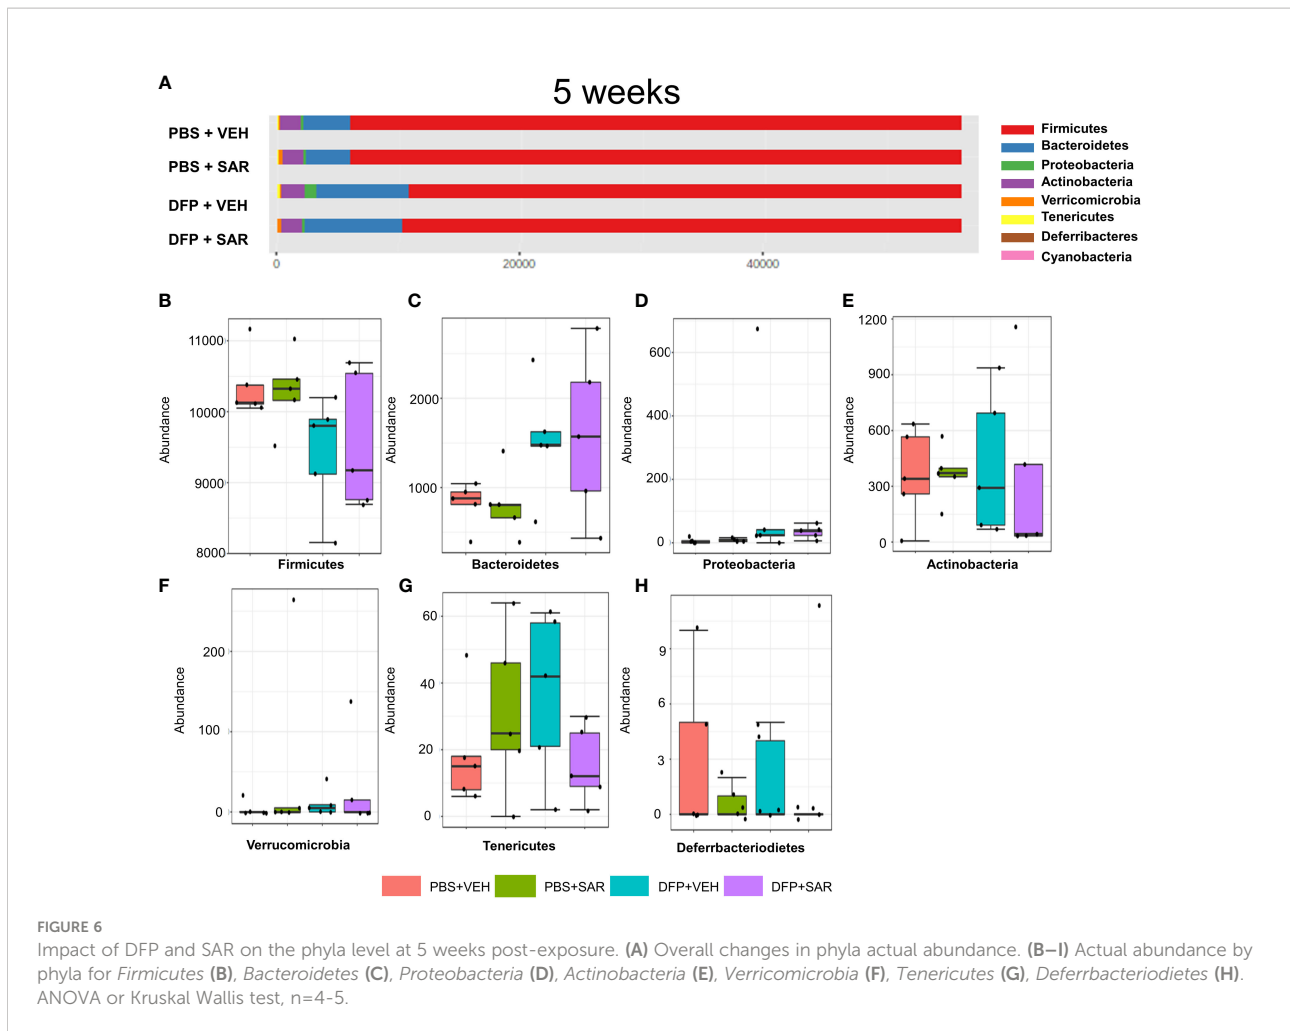 A
5 weeks
PBS + VEH
PBS + SAR
DFP + VEH
DFP + SAR
0
20000
40000
Firmicutes
Bacteroidetes
Proteobacteria
Actinobacteria
Verricomicrobia
Tenericutes
Deferribacteres
Cyanobacteria
B
Abundance
11000
10000
9000
8000
Firmicutes
C
Abundance
2000
1000
Bacteroidetes
D
Abundance
600
400
200
0
Proteobacteria
E
Abundance
1200
900
600
300
0
Actinobacteria
F
Abundance
200
100
0
Verrucomicrobia
G
Abundance
60
40
20
0
Tenericutes
H
Abundance
9
6
3
0
Deferrbacteriodietes
PBS+VEH PBS+SAR DFP+VEH DFP+SAR
FIGURE 6
Impact of DFP and SAR on the phyla level at 5 weeks post-exposure. (A) Overall changes in phyla actual abundance. (B–I) Actual abundance by
phyla for Firmicutes (B), Bacteroidetes (C), Proteobacteria (D), Actinobacteria (E), Verricomicrobia (F), Tenericutes (G), Deferrbacteriodietes (H).
ANOVA or Kruskal Wallis test, n=4-5.